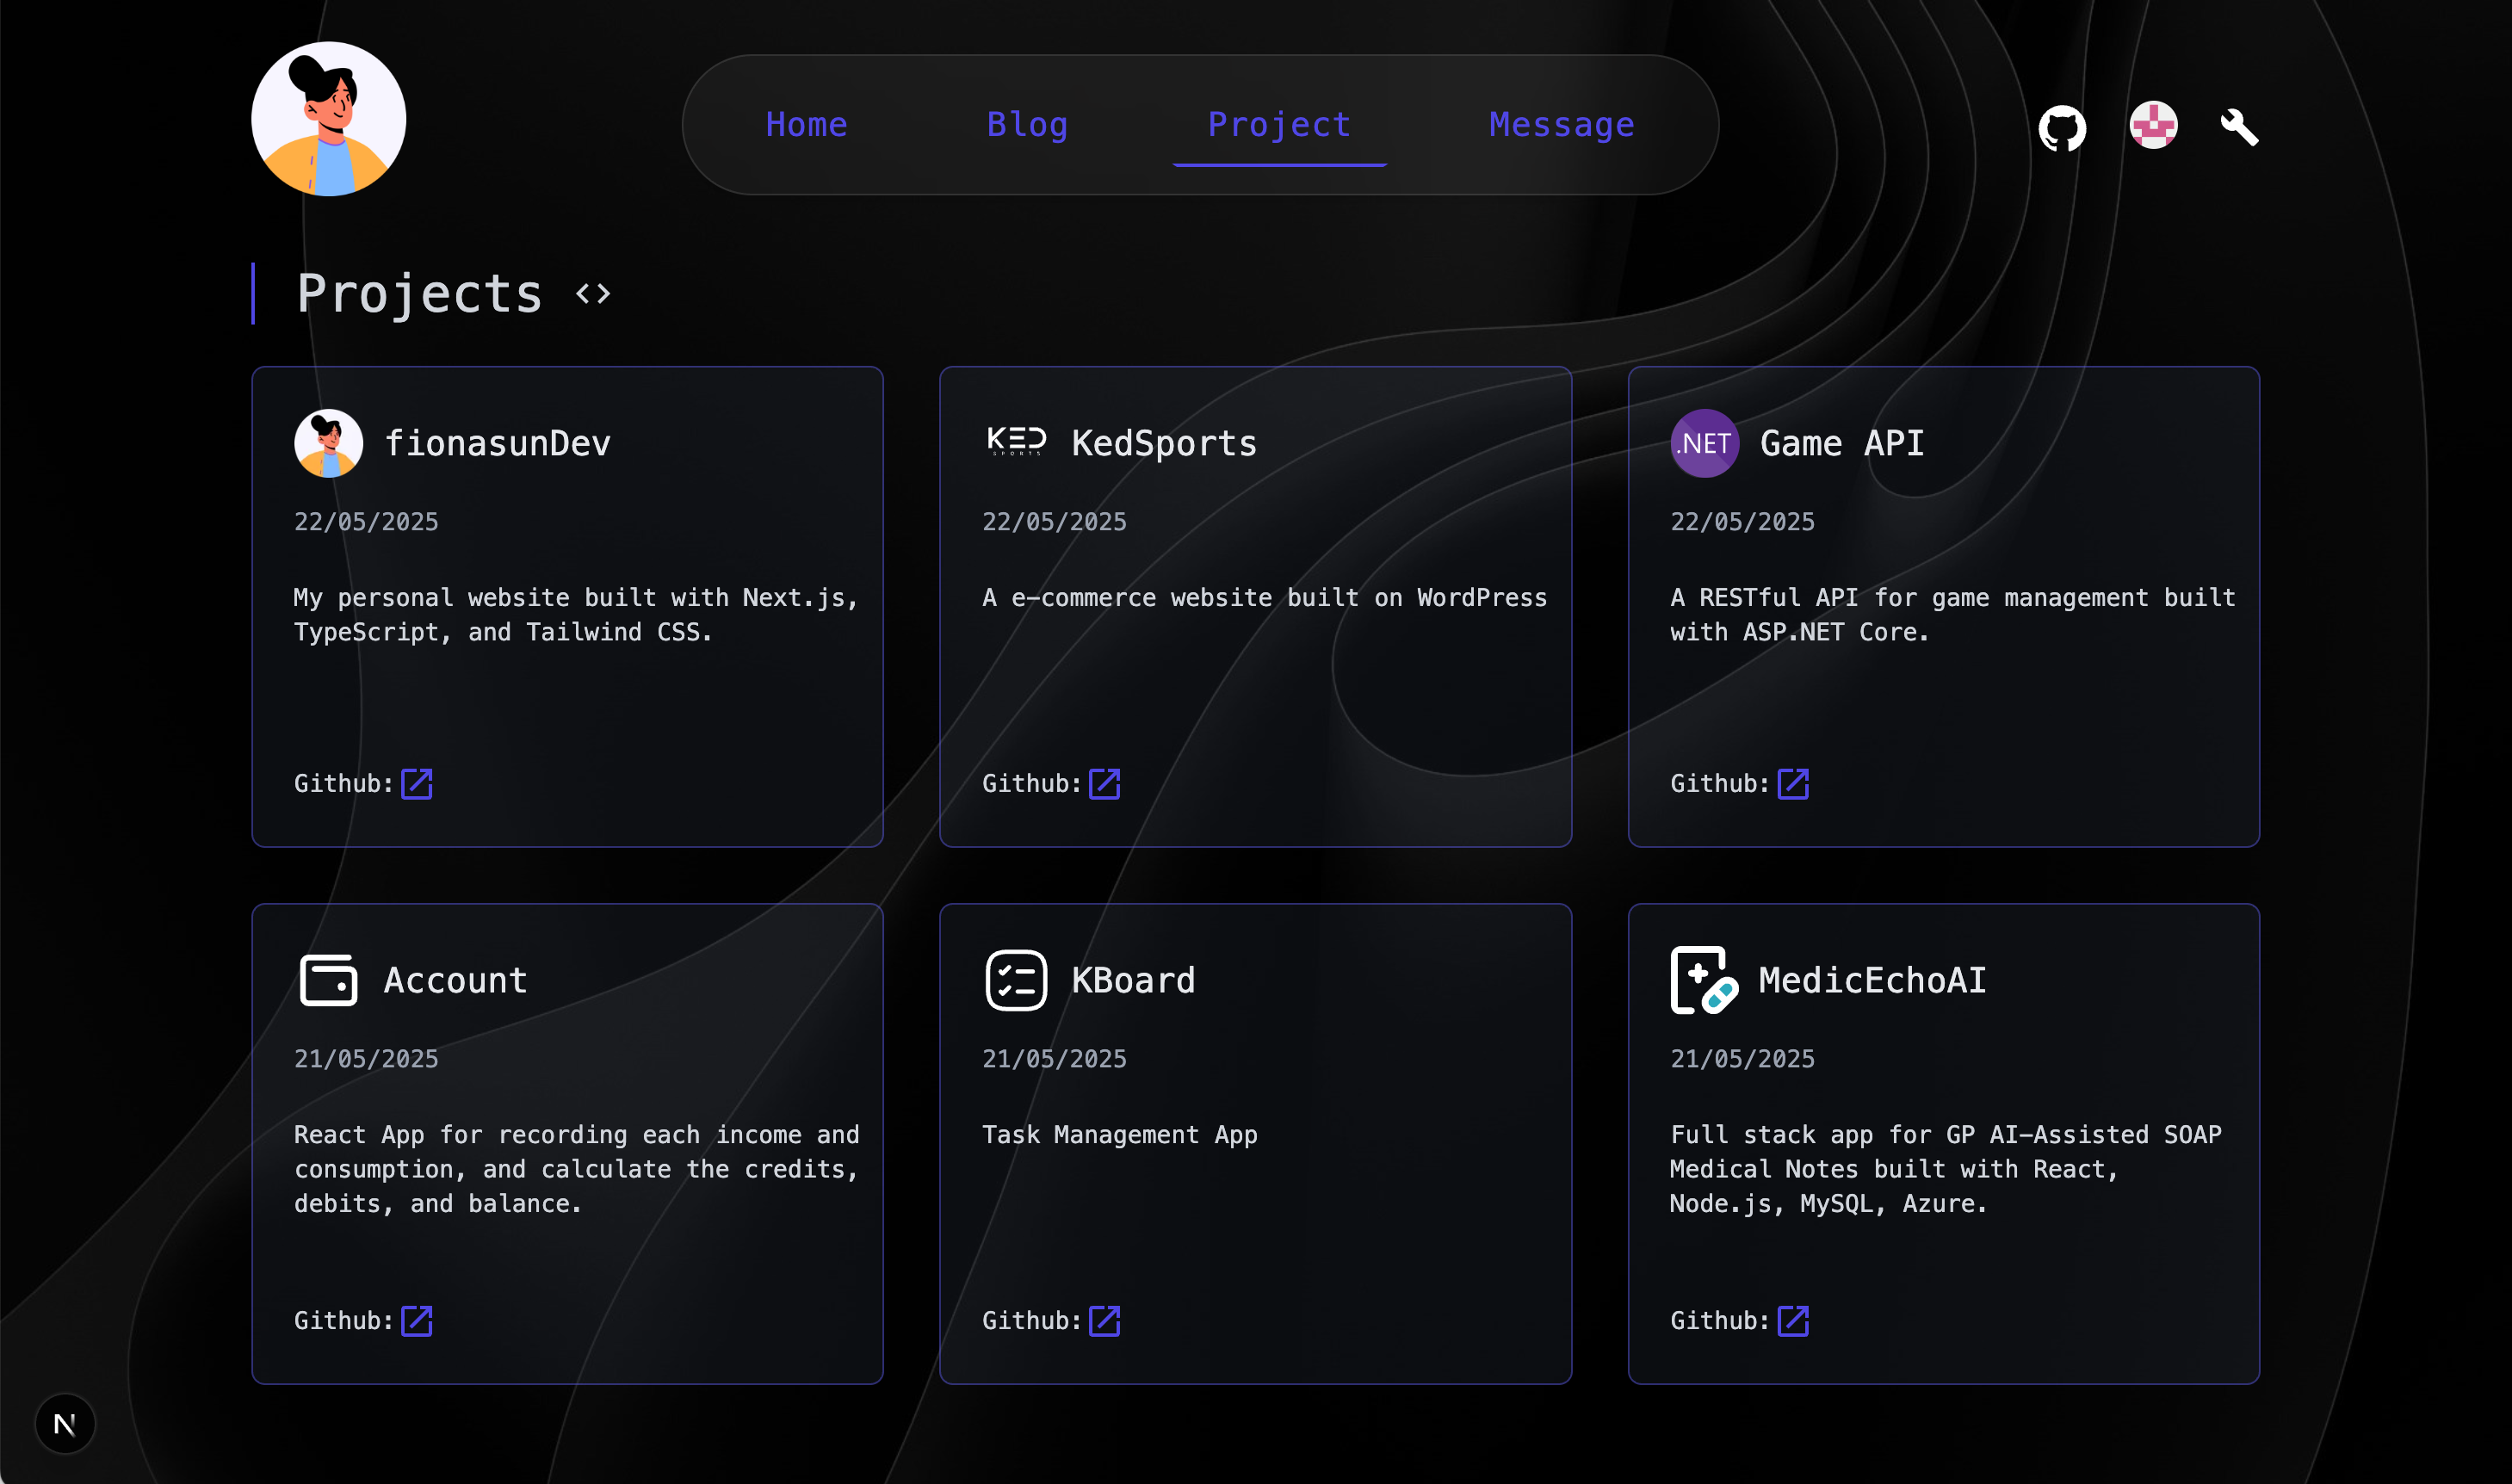 Home Blog Project Message
Projects <>
fionasunDev
22/05/2025
My personal website built with Next.js,
TypeScript, and Tailwind CSS.
Github:
KED
SPORTS
KedSports
22/05/2025
A e-commerce website built on WordPress
Github:
.NET
Game API
22/05/2025
A RESTful API for game management built
with ASP.NET Core.
Github:
Account
21/05/2025
React App for recording each income and
consumption, and calculate the credits,
debits, and balance.
Github:
KBoard
21/05/2025
Task Management App
Github:
MedicEchoAI
21/05/2025
Full stack app for GP AI-Assisted SOAP
Medical Notes built with React,
Node.js, MySQL, Azure.
Github:
N